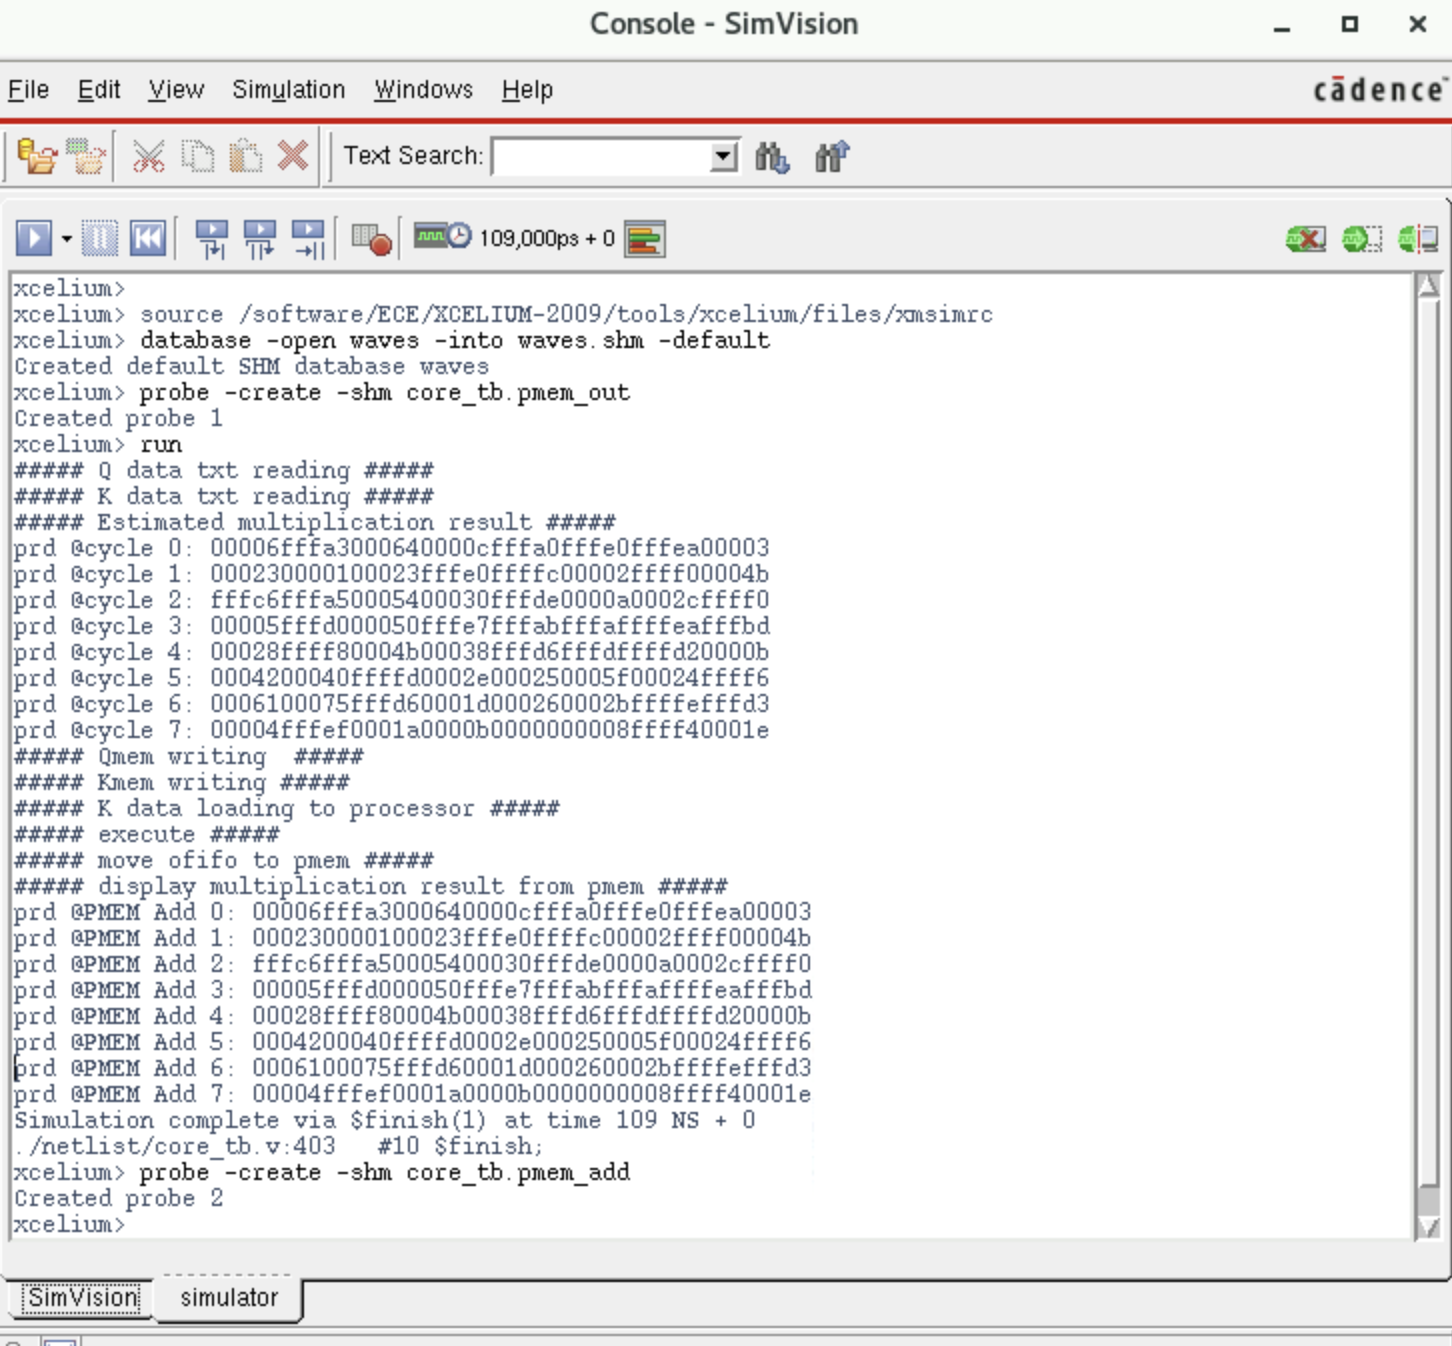 Console - SimVision
File Edit View Simulation Windows Help
cādence
Text Search:
109,000ps + 0
xcelium>
xcelium> source /software/ECE/XCELIUM-2009/tools/xcelium/files/xmsimrc
xcelium> database -open waves -into waves.shm -default
Created default SHM database waves
xcelium> probe -create -shm core_tb.pmem_out
Created probe 1
xcelium> run
##### Q data txt reading #####
##### K data txt reading #####
##### Estimated multiplication result #####
prd @cycle 0: 00006fffa3000640000cfffa0fffe0fffea00003
prd @cycle 1: 000230000100023fffe0ffffc00002ffff00004b
prd @cycle 2: fffc6fffa50005400030fffde0000a0002cffff0
prd @cycle 3: 00005fffd000050fffe7fffabfffaffffeafffbd
prd @cycle 4: 00028ffff80004b00038fffd6fffdffffd20000b
prd @cycle 5: 0004200040ffffd0002e000250005f00024ffff6
prd @cycle 6: 0006100075fffd60001d000260002bffffefffd3
prd @cycle 7: 00004fffef0001a0000b0000000008ffff40001e
##### Qmem writing  #####
##### Kmem writing #####
##### K data loading to processor #####
##### execute #####
##### move ofifo to pmem #####
##### display multiplication result from pmem #####
prd @PMEM Add 0: 00006fffa3000640000cfffa0fffe0fffea00003
prd @PMEM Add 1: 000230000100023fffe0ffffc00002ffff00004b
prd @PMEM Add 2: fffc6fffa50005400030fffde0000a0002cffff0
prd @PMEM Add 3: 00005fffd000050fffe7fffabfffaffffeafffbd
prd @PMEM Add 4: 00028ffff80004b00038fffd6fffdffffd20000b
prd @PMEM Add 5: 0004200040ffffd0002e000250005f00024ffff6
prd @PMEM Add 6: 0006100075fffd60001d000260002bffffefffd3
prd @PMEM Add 7: 00004fffef0001a0000b0000000008ffff40001e
Simulation complete via $finish(1) at time 109 NS + 0
./netlist/core_tb.v:403   #10 $finish;
xcelium> probe -create -shm core_tb.pmem_add
Created probe 2
xcelium>
SimVision simulator